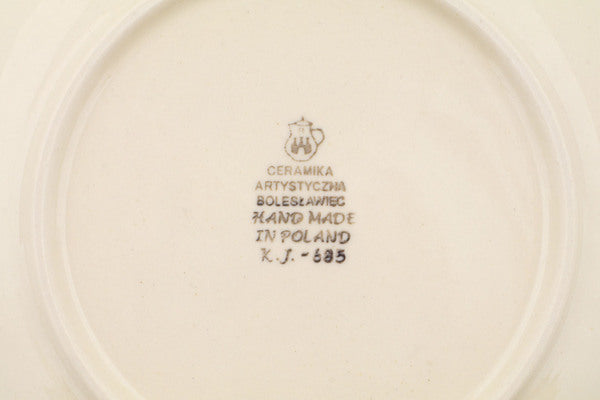 CERAMIKA
ARTYSTYCZNA
BOLESŁAWIEC
HAND MADE
IN POLAND
K.J.-685